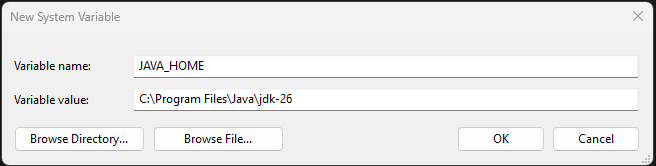 New System Variable
Variable name:
JAVA_HOME
Variable value:
C:\Program Files\Java\jdk-26
Browse Directory...
Browse File...
OK
Cancel